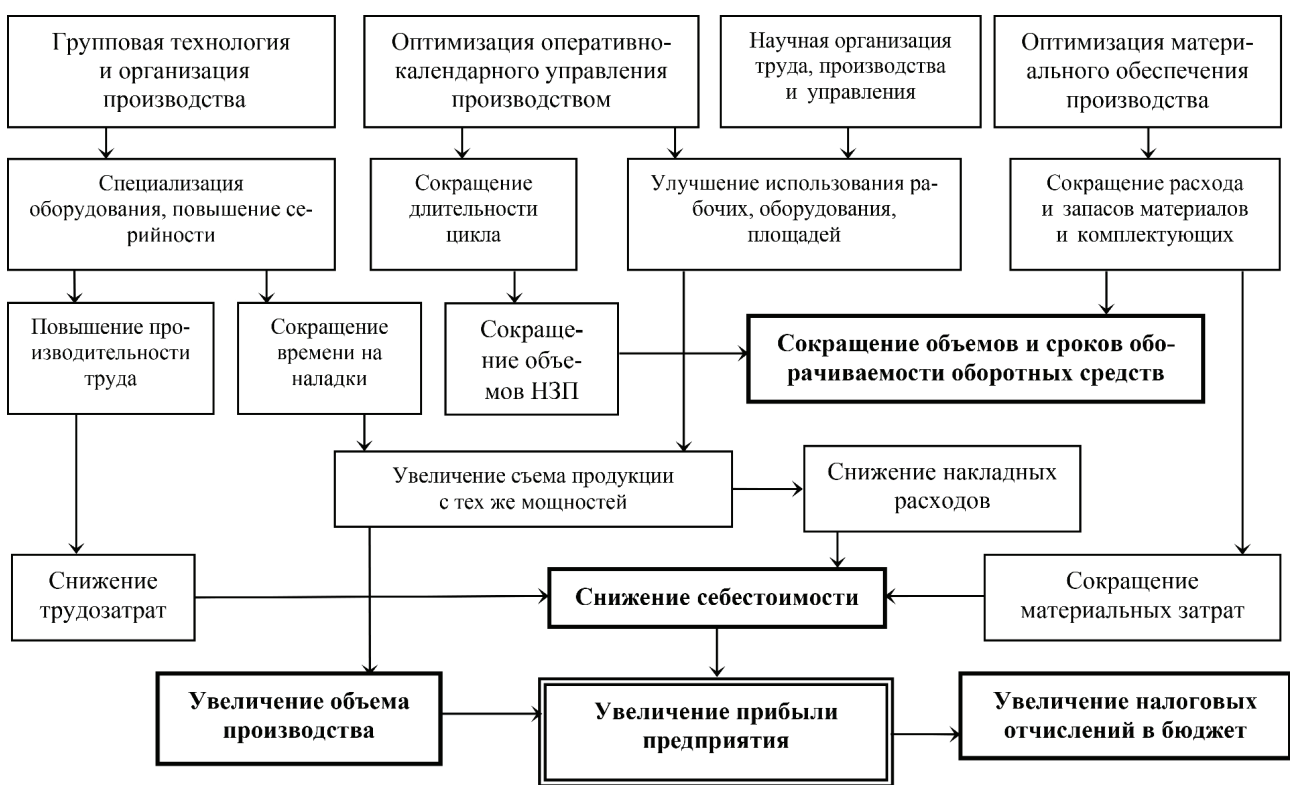 Групповая технология
и организация
производства
Оптимизация оперативно-
календарного управления
производством
Научная организация
труда, производства
и управления
Оптимизация матери-
ального обеспечения
производства
Специализация
оборудования, повышение се-
рийности
Сокращение
длительности
цикла
Улучшение использования ра-
бочих, оборудования,
площадей
Сокращение расхода
и запасов материалов
и комплектующих
Повышение про-
изводительности
труда
Сокращение
времени на
наладки
Сокраще-
ние объе-
мов НЗП
Сокращение объемов и сроков обо-
рачиваемости оборотных средств
Увеличение съема продукции
с тех же мощностей
Снижение накладных
расходов
Снижение
трудозатрат
Снижение себестоимости
Сокращение
материальных затрат
Увеличение объема
производства
Увеличение прибыли
предприятия
Увеличение налоговых
отчислений в бюджет